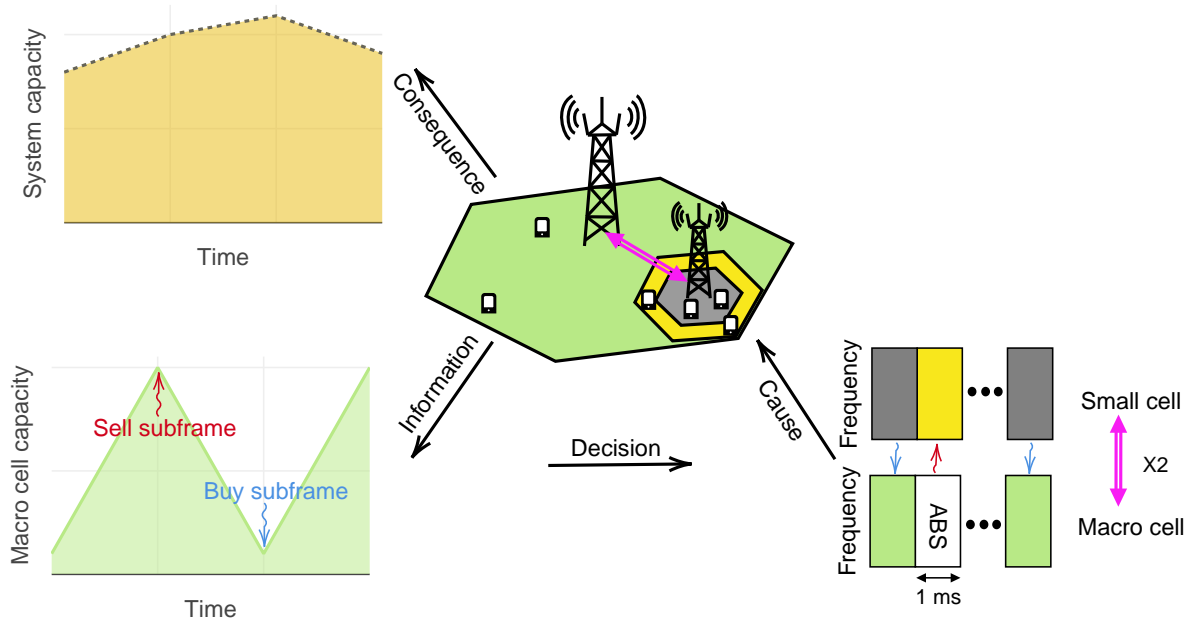 System capacity
Time
Consequence
Information
Macro cell capacity
Sell subframe
Buy subframe
Time
Decision
Cause
Frequency
Small cell
X2
Frequency
ABS
Macro cell
1 ms